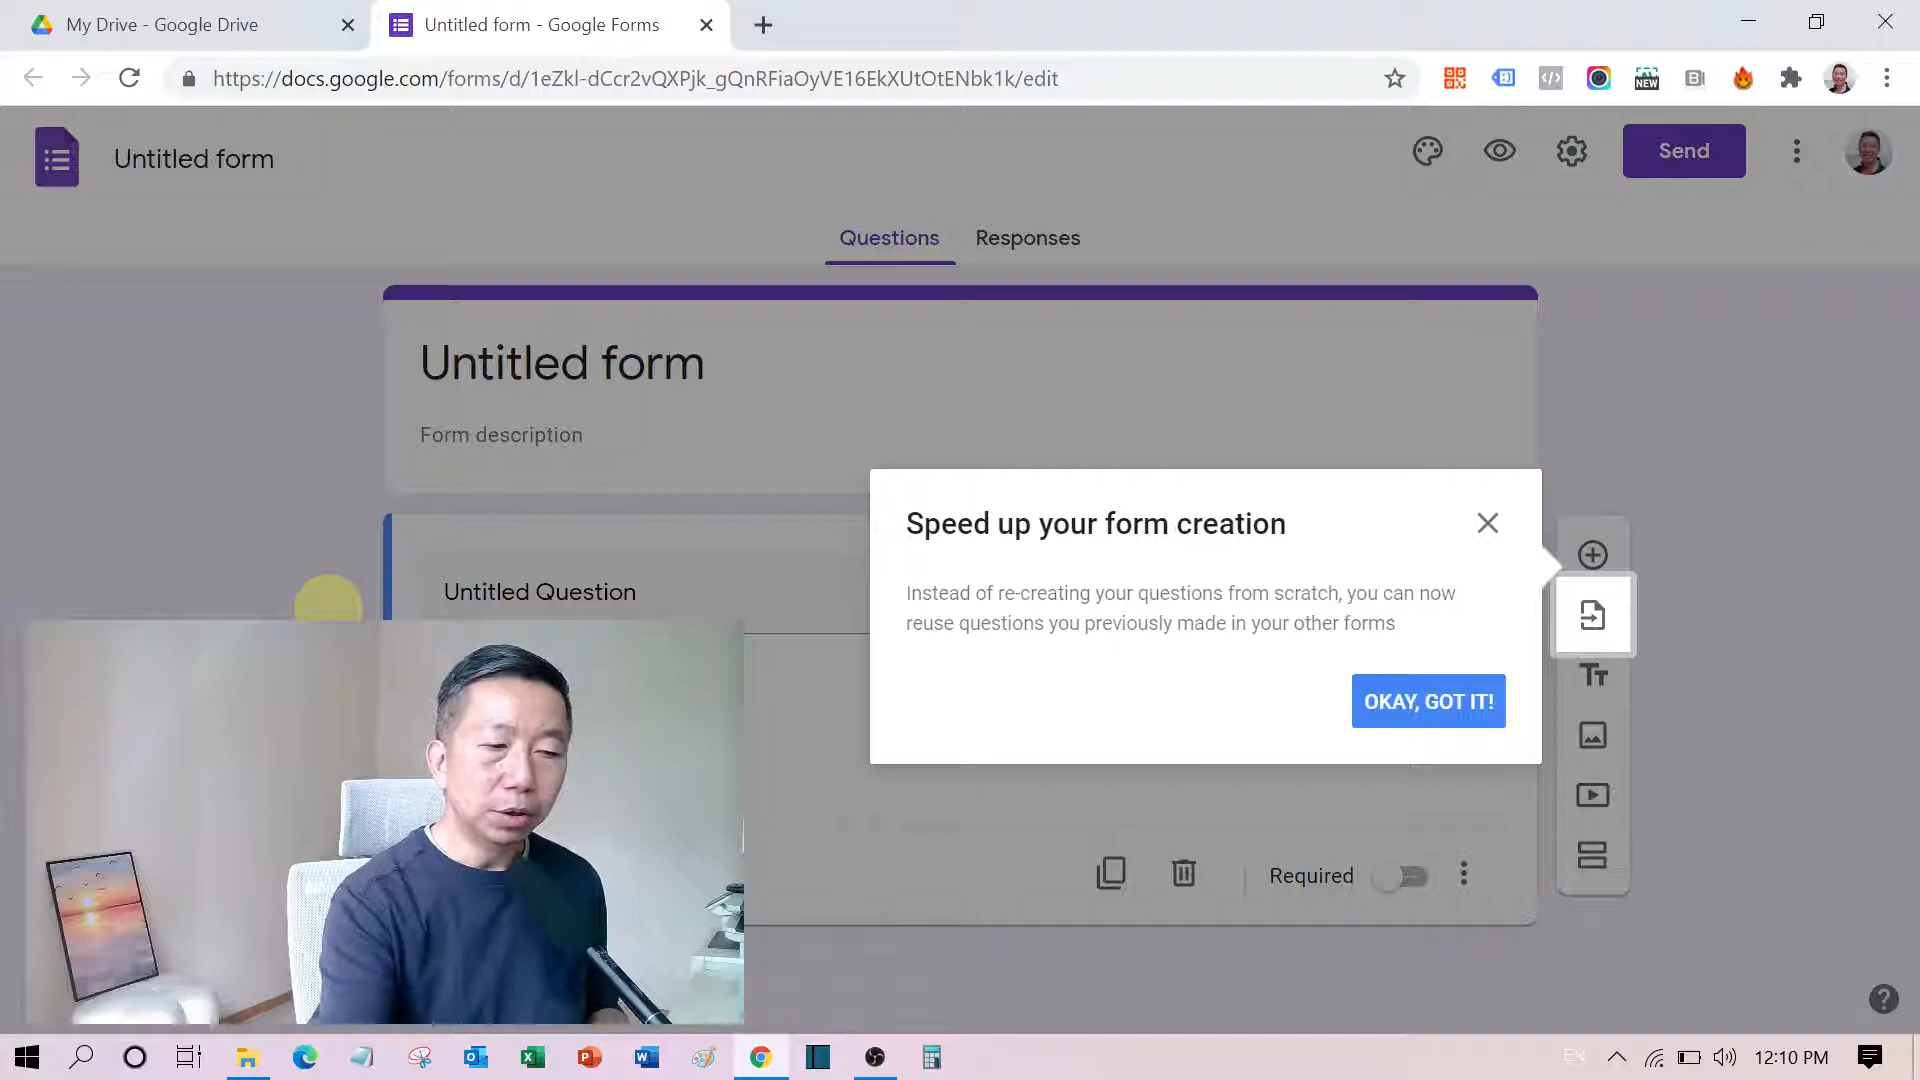 My Drive - Google Drive
Untitled form - Google Forms
https://docs.google.com/forms/d/1eZkl-dCcr2vQXPjk_gQnRFiaOyVE16EkXUtOtENbk1k/edit
NEW
Untitled form
Send
Questions
Responses
Untitled form
Form description
Speed up your form creation
Instead of re-creating your questions from scratch, you can now
reuse questions you previously made in your other forms
OKAY, GOT IT!
Untitled Question
Required
EN
12:10 PM